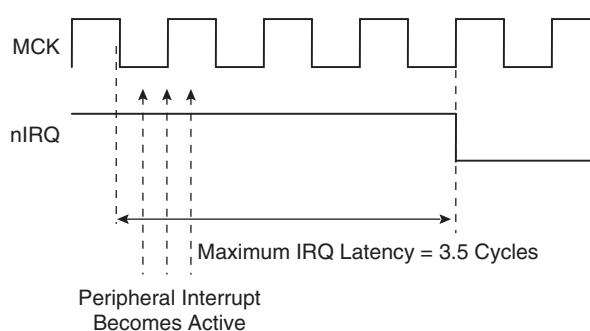 MCK
nIRQ
Maximum IRQ Latency = 3.5 Cycles
Peripheral Interrupt
Becomes Active